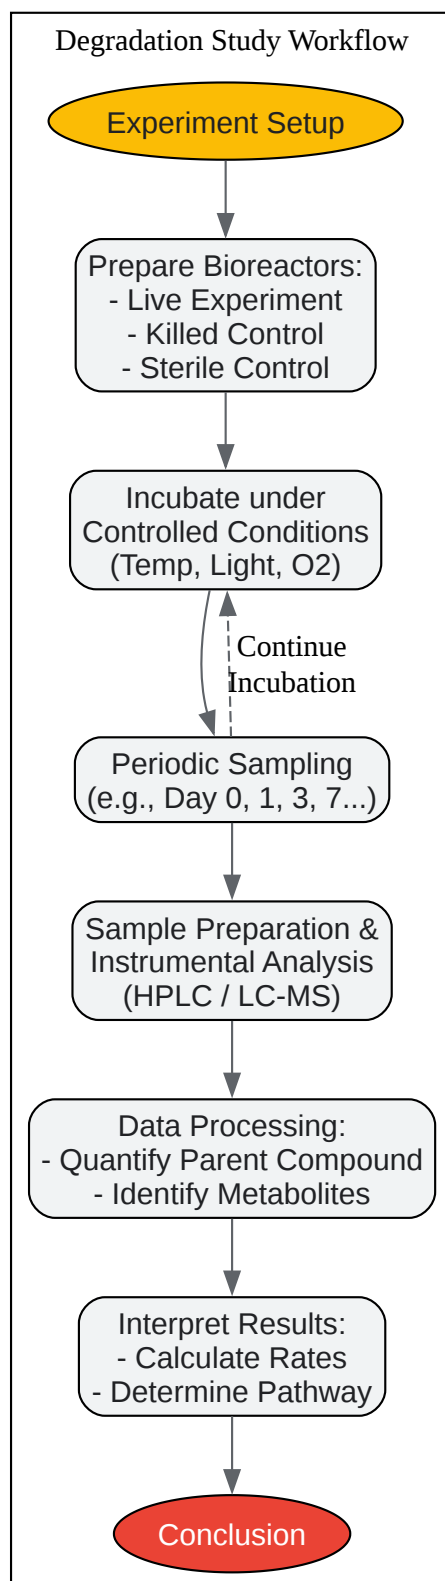 Degradation Study Workflow
Experiment Setup
Prepare Bioreactors:
- Live Experiment
- Killed Control
- Sterile Control
Incubate under
Controlled Conditions
(Temp, Light, O2)
Continue
Incubation
Periodic Sampling
(e.g., Day 0, 1, 3, 7...)
Sample Preparation &
Instrumental Analysis
(HPLC / LC-MS)
Data Processing:
- Quantify Parent Compound
- Identify Metabolites
Interpret Results:
- Calculate Rates
- Determine Pathway
Conclusion